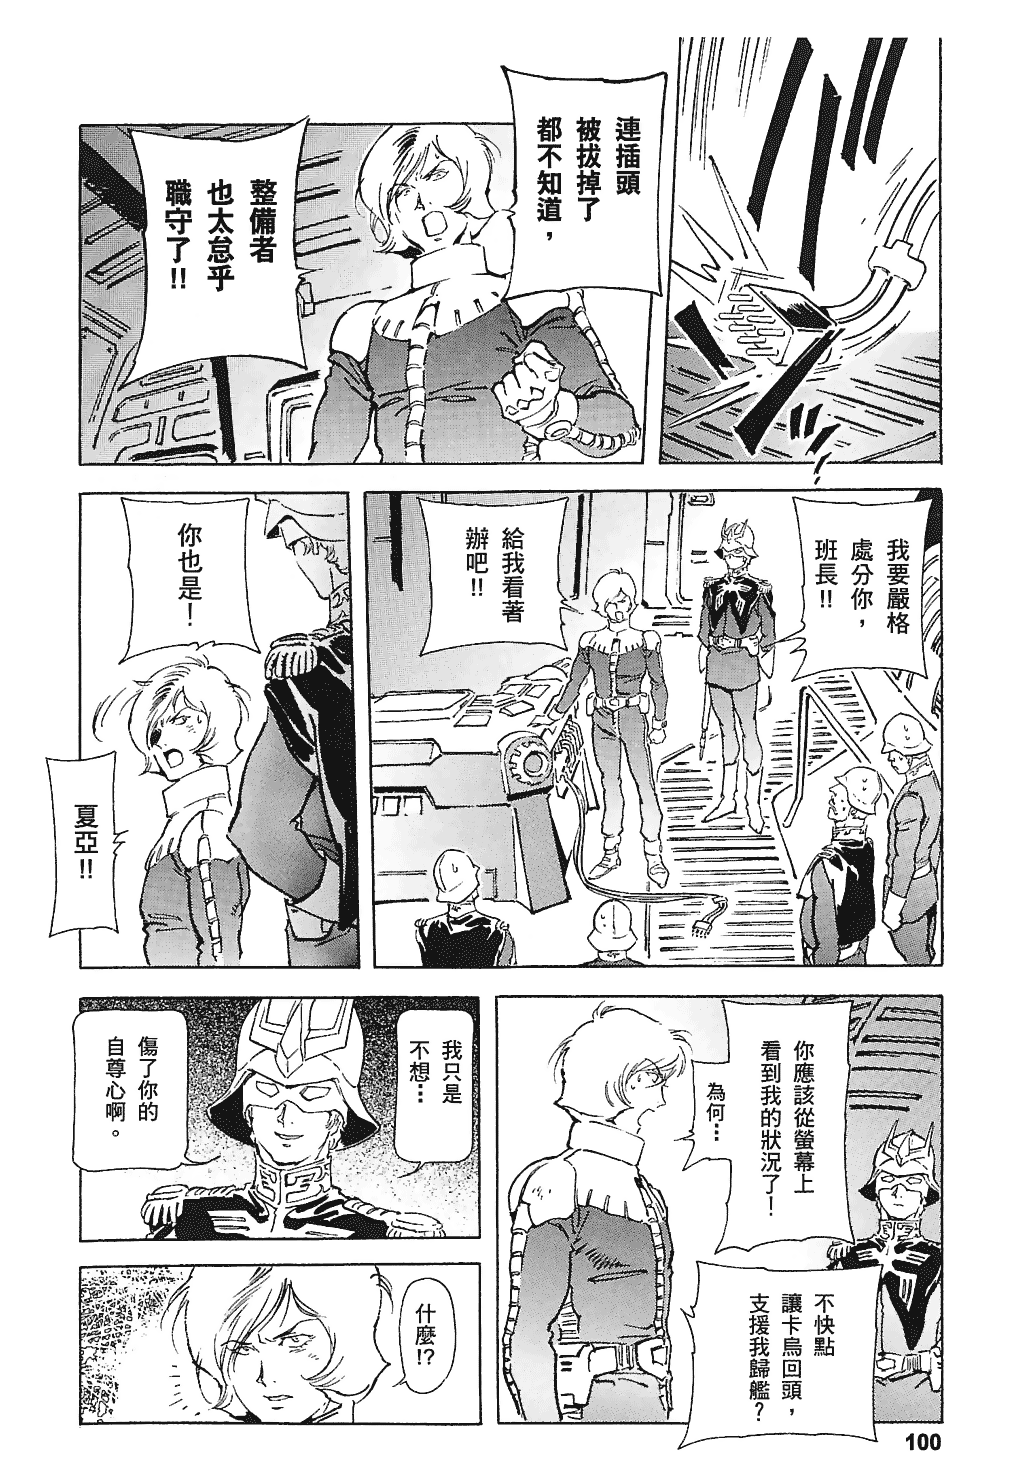 連插頭
被拔掉了
都不知道，
整備者
也太怠乎
職守了!!
我要嚴格
處分你，
班長!!
給我看著
辦吧!!
你也是！
夏亞!!
你應該從螢幕上
看到我的狀況了！
為何…
不快點
讓卡烏回頭，
支援我歸艦？
我只是
不想…
傷了你的
自尊心啊。
什麼!?
100